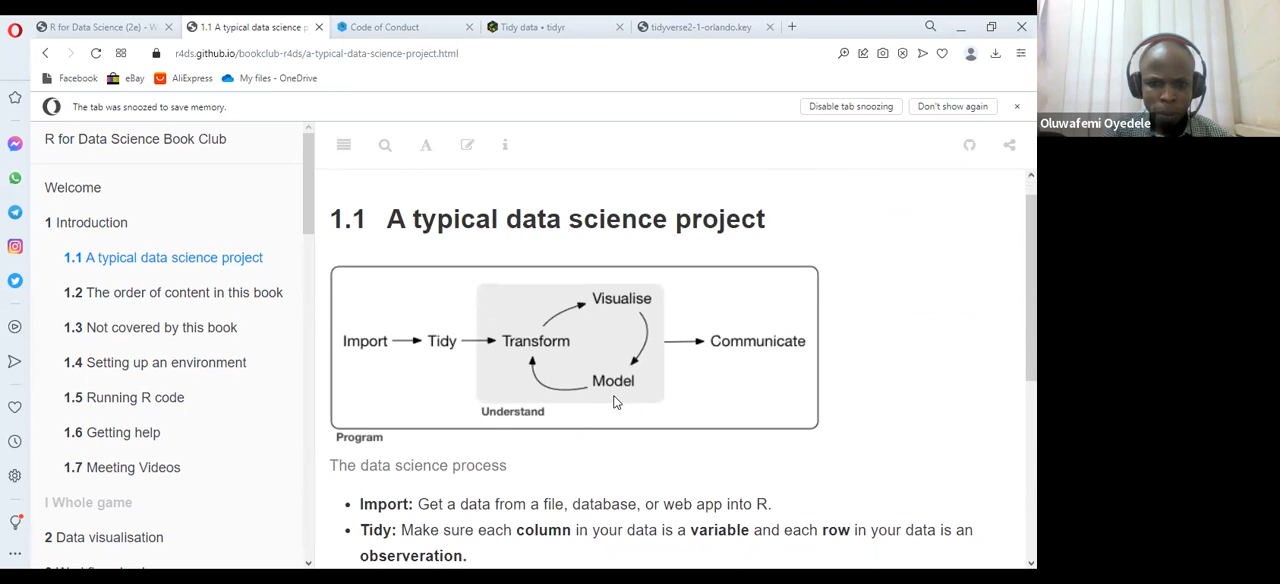 R for Data Science (2e) - W
1.1 A typical data science p
Code of Conduct
Tidy data • tidyr
tidyverse2-1-orlando.key
r4ds.github.io/bookclub-r4ds/a-typical-data-science-project.html
Facebook
eBay
AliExpress
My files - OneDrive
The tab was snoozed to save memory.
Disable tab snoozing
Don't show again
Oluwafemi Oyedele
R for Data Science Book Club
Welcome
1 Introduction
1.1 A typical data science project
1.2 The order of content in this book
1.3 Not covered by this book
1.4 Setting up an environment
1.5 Running R code
1.6 Getting help
1.7 Meeting Videos
I Whole game
2 Data visualisation
1.1 A typical data science project
Visualise
Import
Tidy
Transform
Communicate
Model
Understand
Program
The data science process
• Import: Get a data from a file, database, or web app into R.
• Tidy: Make sure each column in your data is a variable and each row in your data is an
observeration.